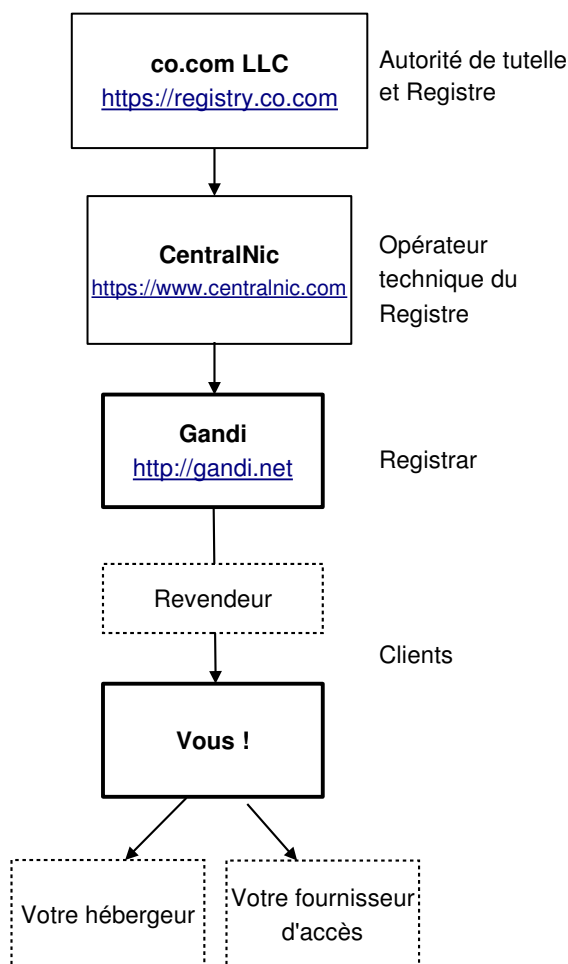 co.com LLC
https://registry.co.com
Autorité de tutelle
et Registre
CentralNic
https://www.centralnic.com
Opérateur
technique du
Registre
Gandi
http://gandi.net
Registrar
Revendeur
Clients
Vous !
Votre hébergeur
Votre fournisseur
d'accès